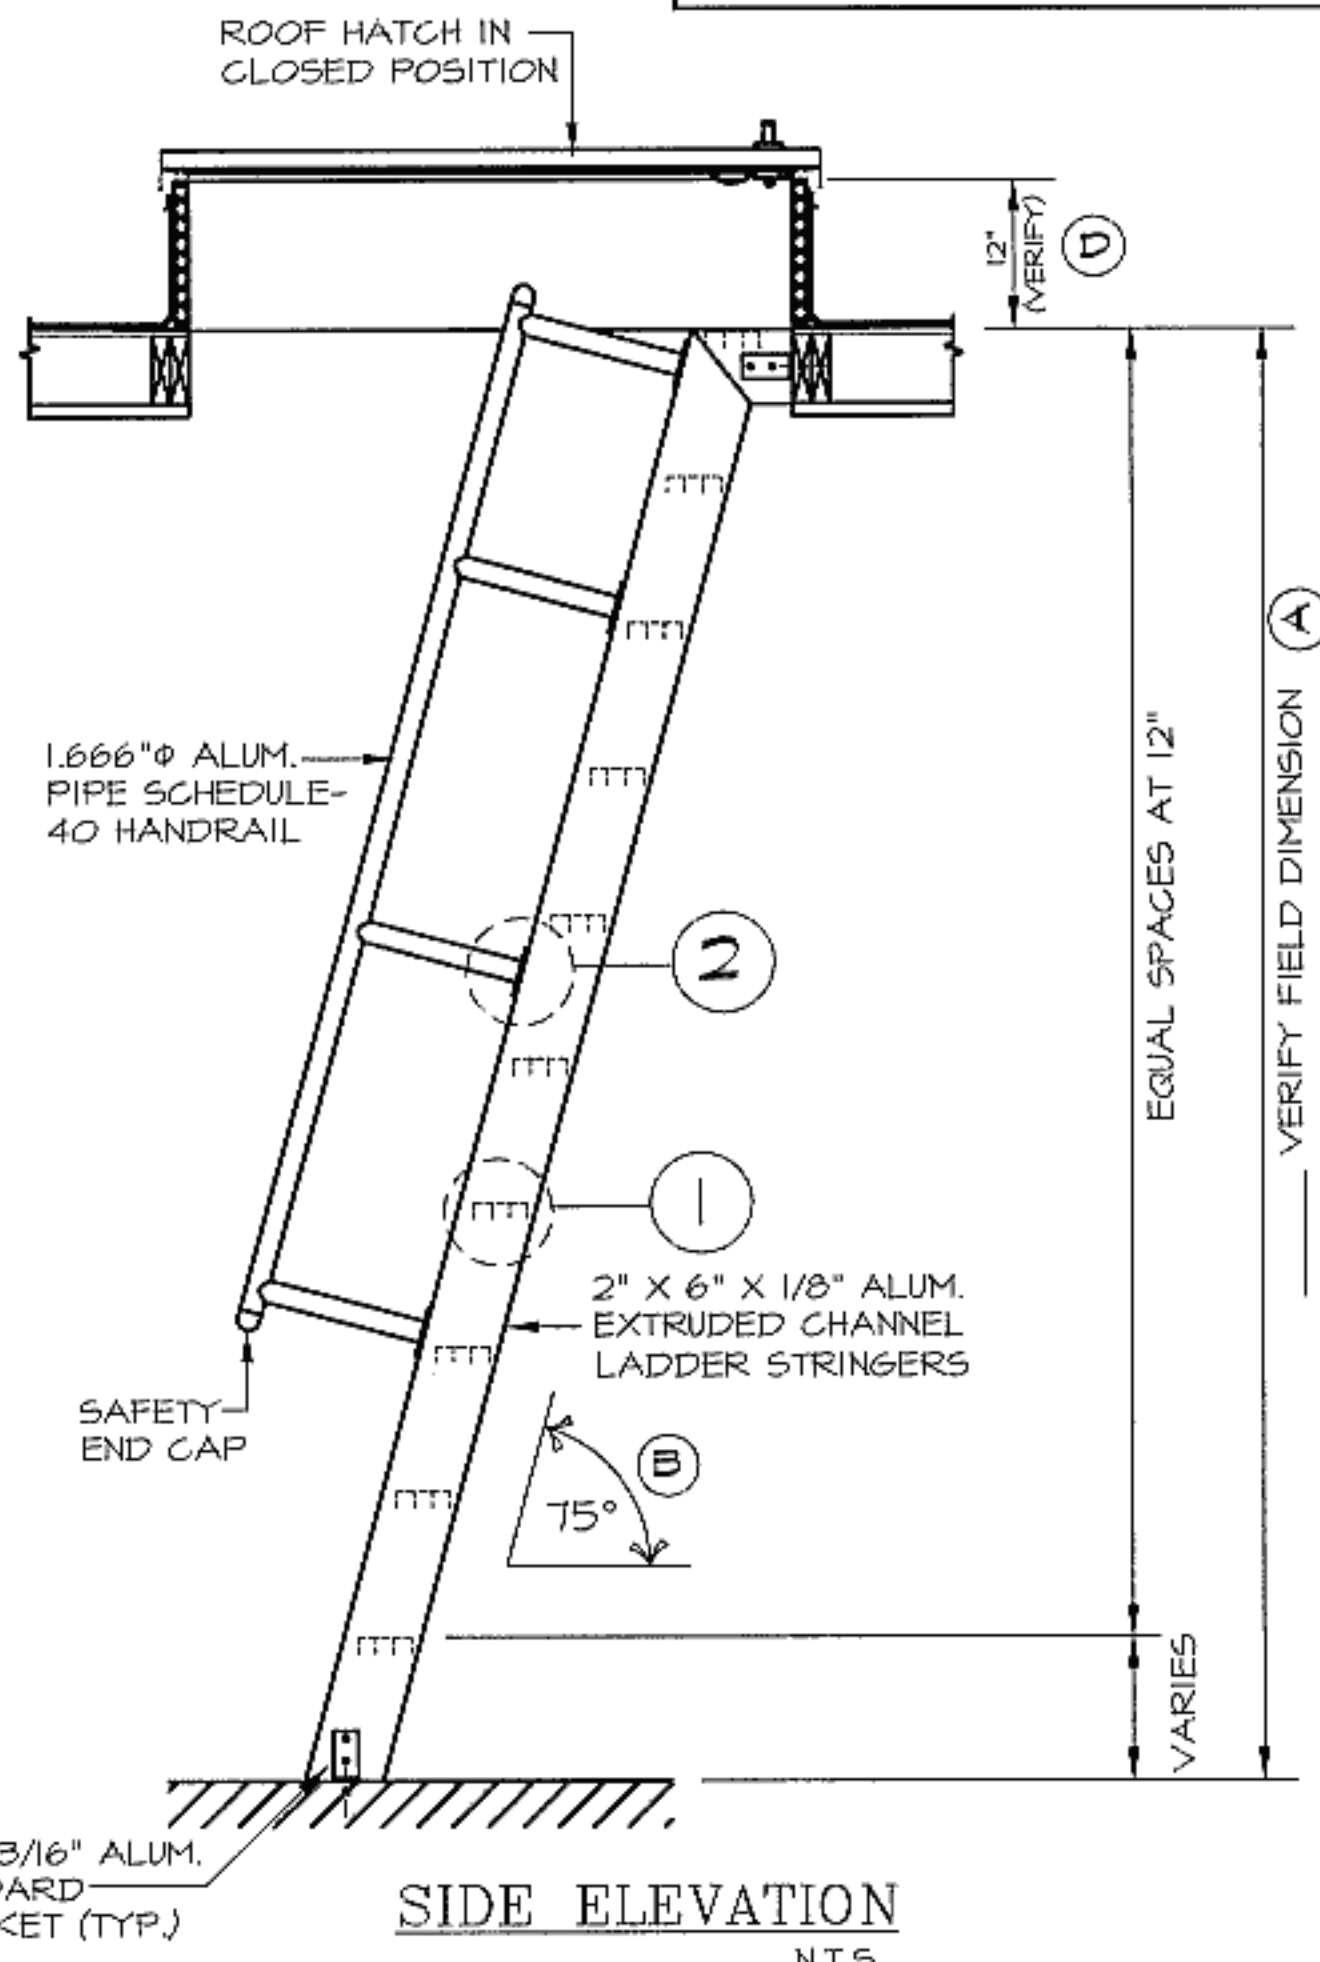 ROOF HATCH IN
CLOSED POSITION
12"
(VERIFY)
D
A
1.666"Φ ALUM.
PIPE SCHEDULE-
40 HANDRAIL
EQUAL SPACES AT 12"
VERIFY FIELD DIMENSION
2
1
2" X 6" X 1/8" ALUM.
EXTRUDED CHANNEL
LADDER STRINGERS
SAFETY
END CAP
B
75°
VARIES
3/16" ALUM.
KET (TYP.)
SIDE ELEVATION
N.T.S.